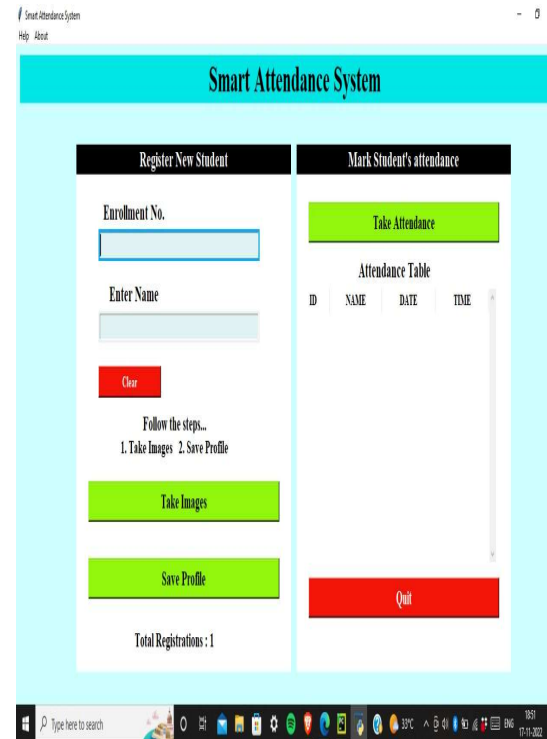 Smart Attendance System
Help About
Smart Attendance System
Register New Student
Enrollment No.
Enter Name
Clear
Follow the steps...
1. Take Images 2. Save Profile
Take Images
Save Profile
Total Registrations : 1
Mark Student's attendance
Take Attendance
Attendance Table
ID NAME DATE TIME
Quit
Type here to search
33°C
ENG
18:51
17-11-2022